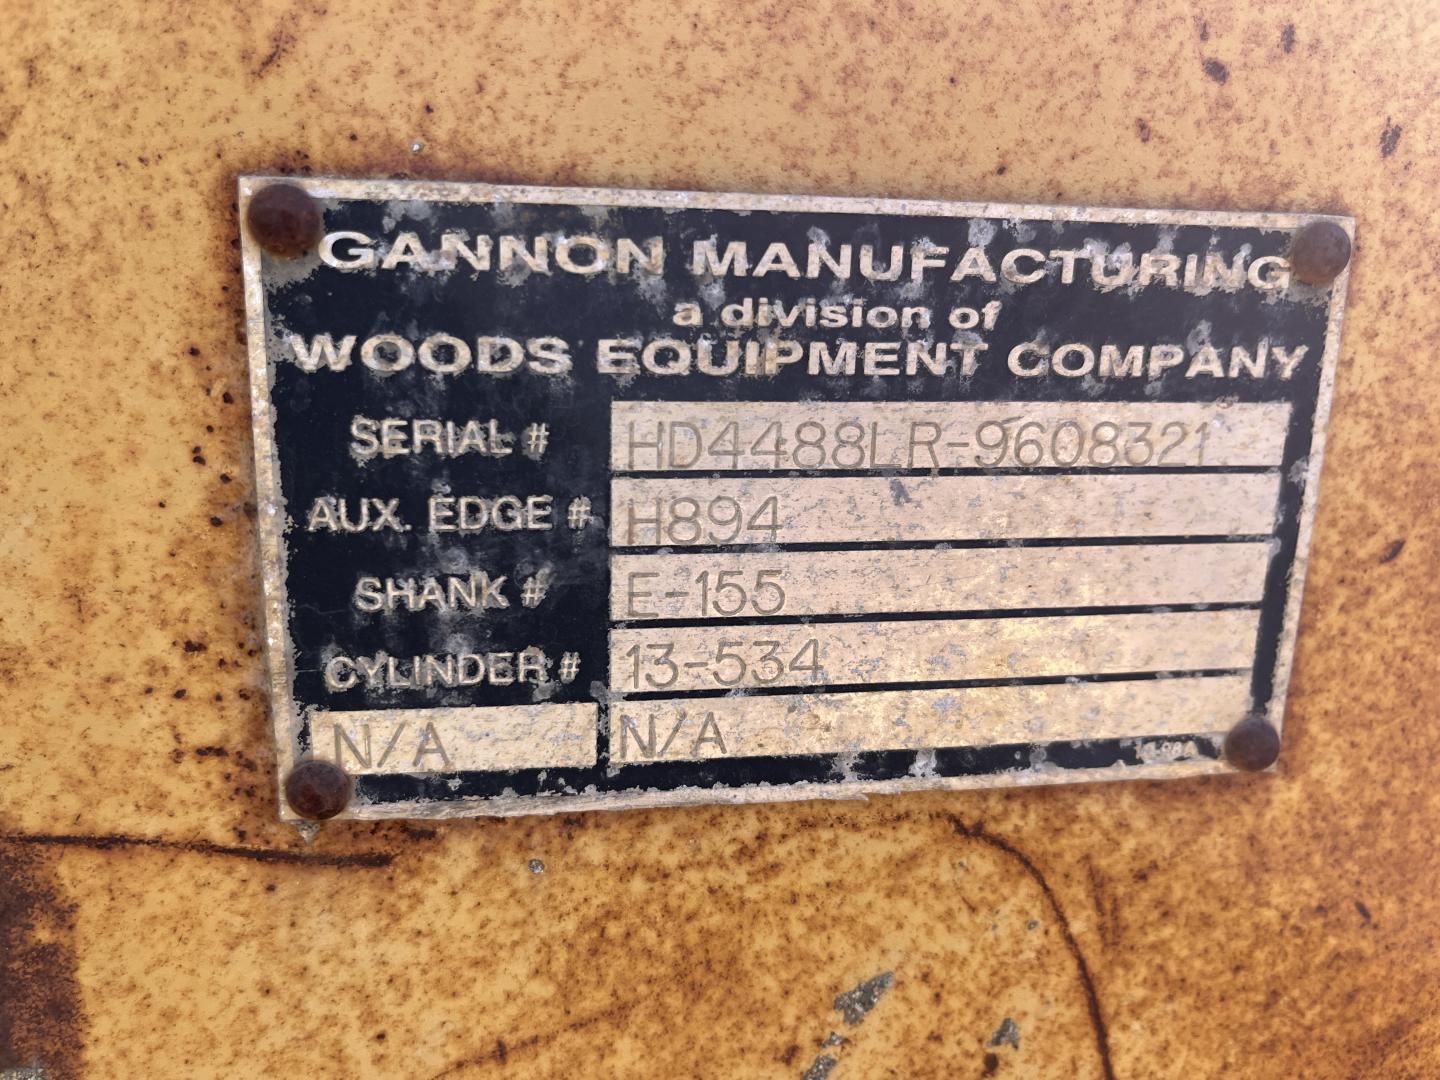 GANNON MANUFACTURING
a division of
WOODS EQUIPMENT COMPANY
SERIAL # HD4488LR-9608321
AUX. EDGE # H894
SHANK # E-155
CYLINDER # 13-534
N/A N/A